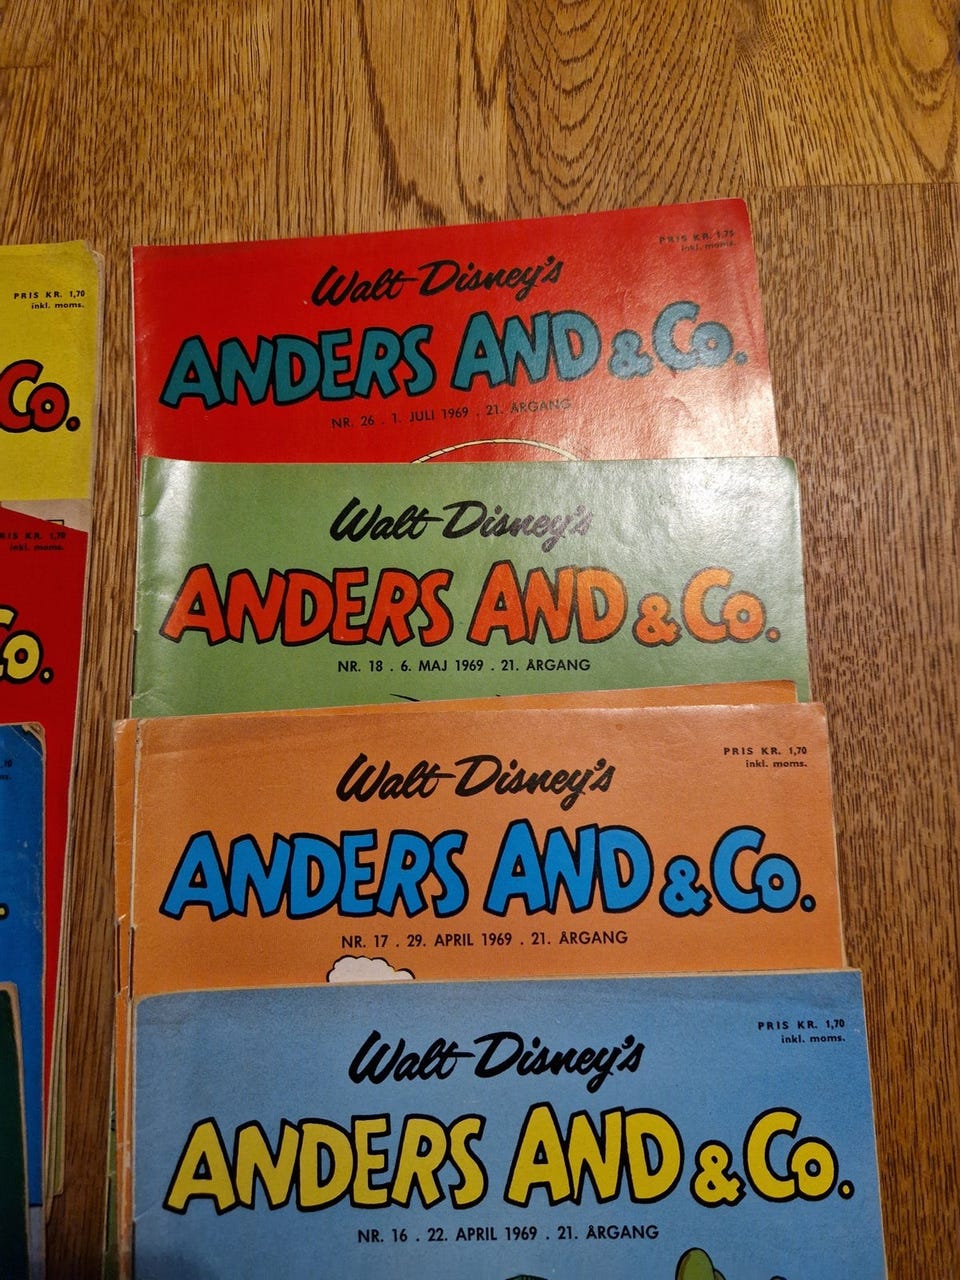 PRIS KR. 1,70
inkl. moms.
Co.
PRIS KR. 1,70
inkl. moms.
Co.
PRIS KR. 1,75
inkl. moms.
Walt Disney's
ANDERS AND & Co.
NR. 26 . 1. JULI 1969 . 21. ÅRGANG
Walt Disney's
ANDERS AND & Co.
NR. 18 . 6. MAJ 1969 . 21. ÅRGANG
PRIS KR. 1,70
inkl. moms.
Walt Disney's
ANDERS AND & Co.
NR. 17 . 29. APRIL 1969 . 21. ÅRGANG
PRIS KR. 1,70
inkl. moms.
Walt Disney's
ANDERS AND & Co.
NR. 16 . 22. APRIL 1969 . 21. ÅRGANG